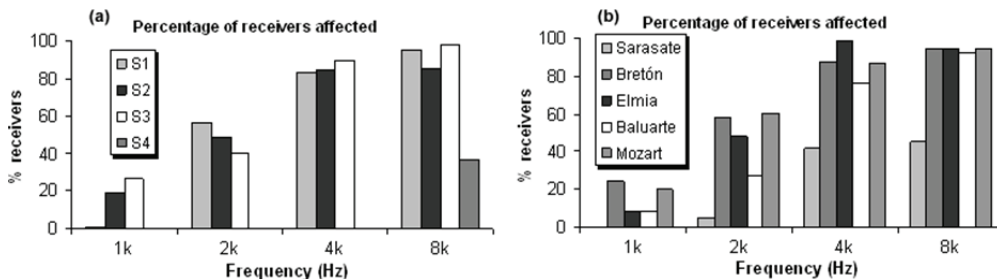 (a)
Percentage of receivers affected
% receivers
100
80
60
40
20
0
S1
S2
S3
S4
1k
2k
4k
8k
Frequency (Hz)
(b)
Percentage of receivers affected
% receivers
100
80
60
40
20
0
Sarasate
Bretón
Elmia
Baluarte
Mozart
1k
2k
4k
8k
Frequency (Hz)